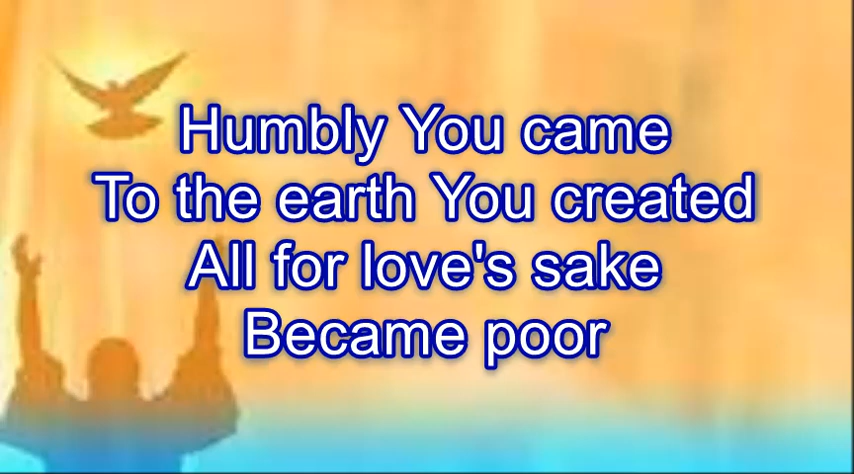 Humbly You came
To the earth You created
All for love's sake
Became poor